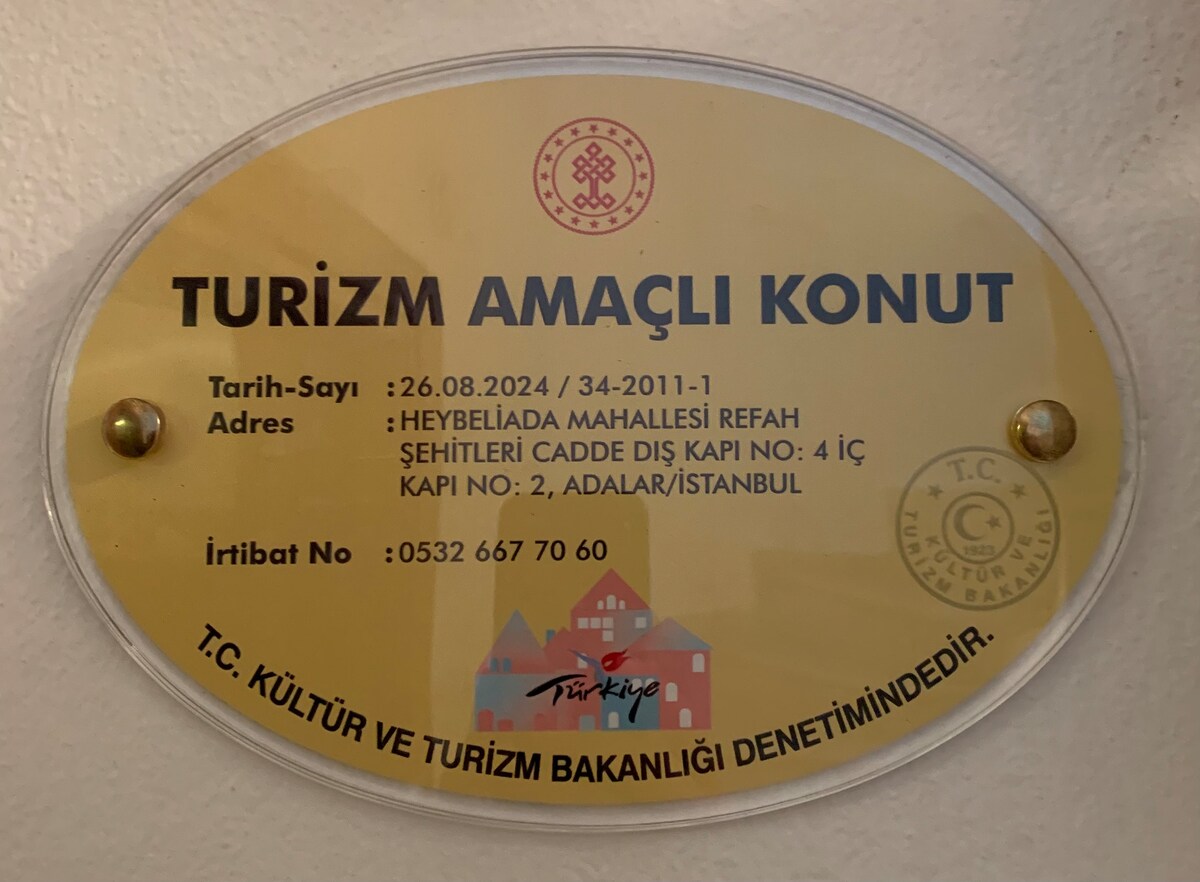 TURİZM AMAÇLI KONUT
Tarih-Sayı : 26.08.2024 / 34-2011-1
Adres : HEYBELİADA MAHALLESİ REFAH
ŞEHİTLERİ CADDE DIŞ KAPI NO: 4 İÇ
KAPI NO: 2, ADALAR/İSTANBUL
İrtibat No : 0532 667 70 60
T.C.
KÜLTÜR VE
TURİZM BAKANLIĞI
1923
Türkiye
T.C. KÜLTÜR VE TURİZM BAKANLIĞI DENETİMİNDEDİR.